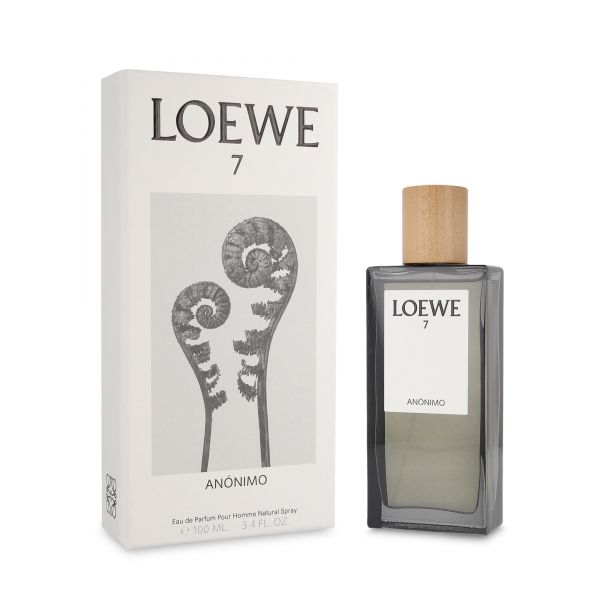 LOEWE
7
ANÓNIMO
Eau de Parfum Pour Homme Natural Spray
℮ 100 ML. 3.4 FL. OZ.
LOEWE
7
ANÓNIMO